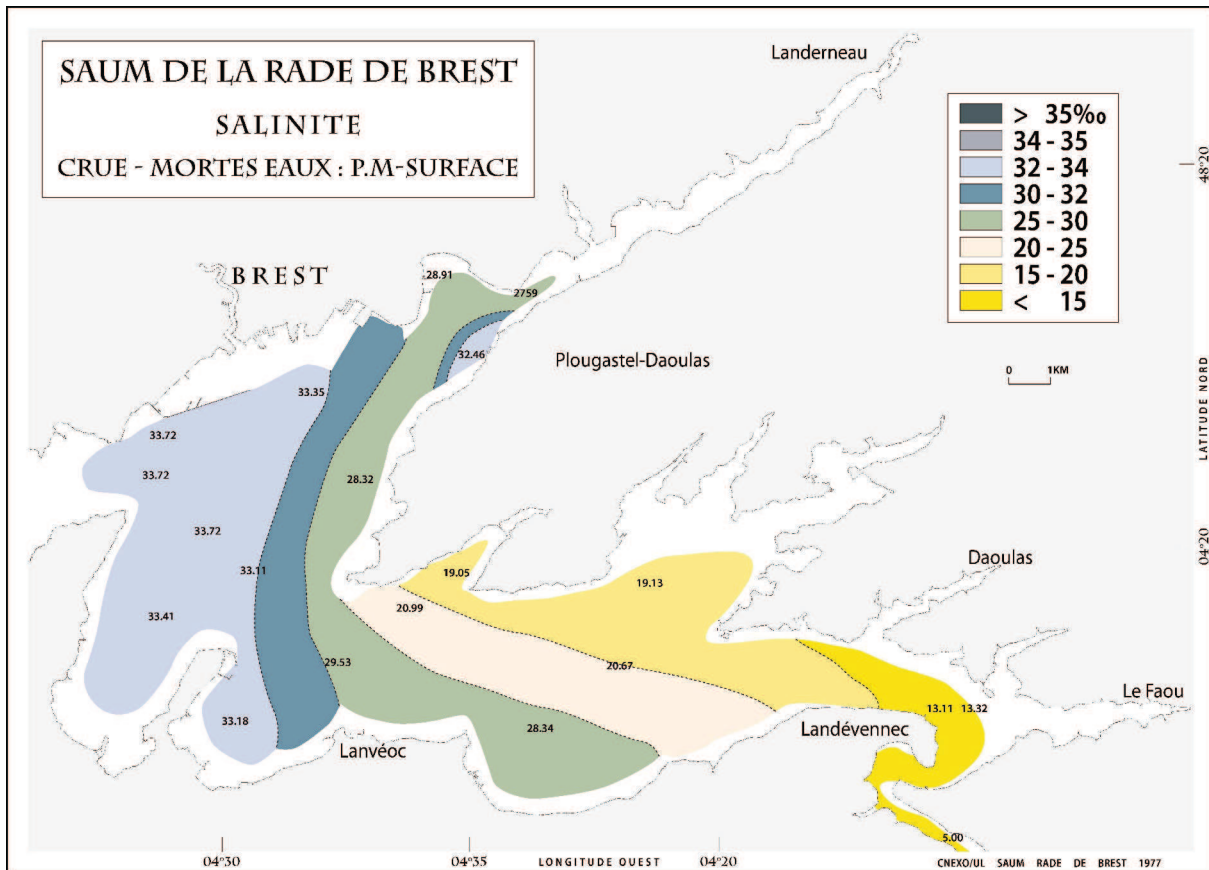 SAUM DE LA RADE DE BREST
SALINITE
CRUE - MORTES EAUX : P.M-SURFACE
Landerneau
> 35‰
34 - 35
32 - 34
30 - 32
25 - 30
20 - 25
15 - 20
< 15
48°20
BREST
28.91
2759
32.46
Plougastel-Daoulas
0 1KM
LATITUDE NORD
33.35
33.72
33.72
28.32
33.72
33.11
04°20
Daoulas
19.05
19.13
20.99
33.41
29.53
20.67
Le Faou
33.18
28.34
Lanvéoc
Landévennec
13.11 13.32
5.00
04°30
04°35
LONGITUDE OUEST
04°20
CNEXO/UL SAUM RADE DE BREST 1977